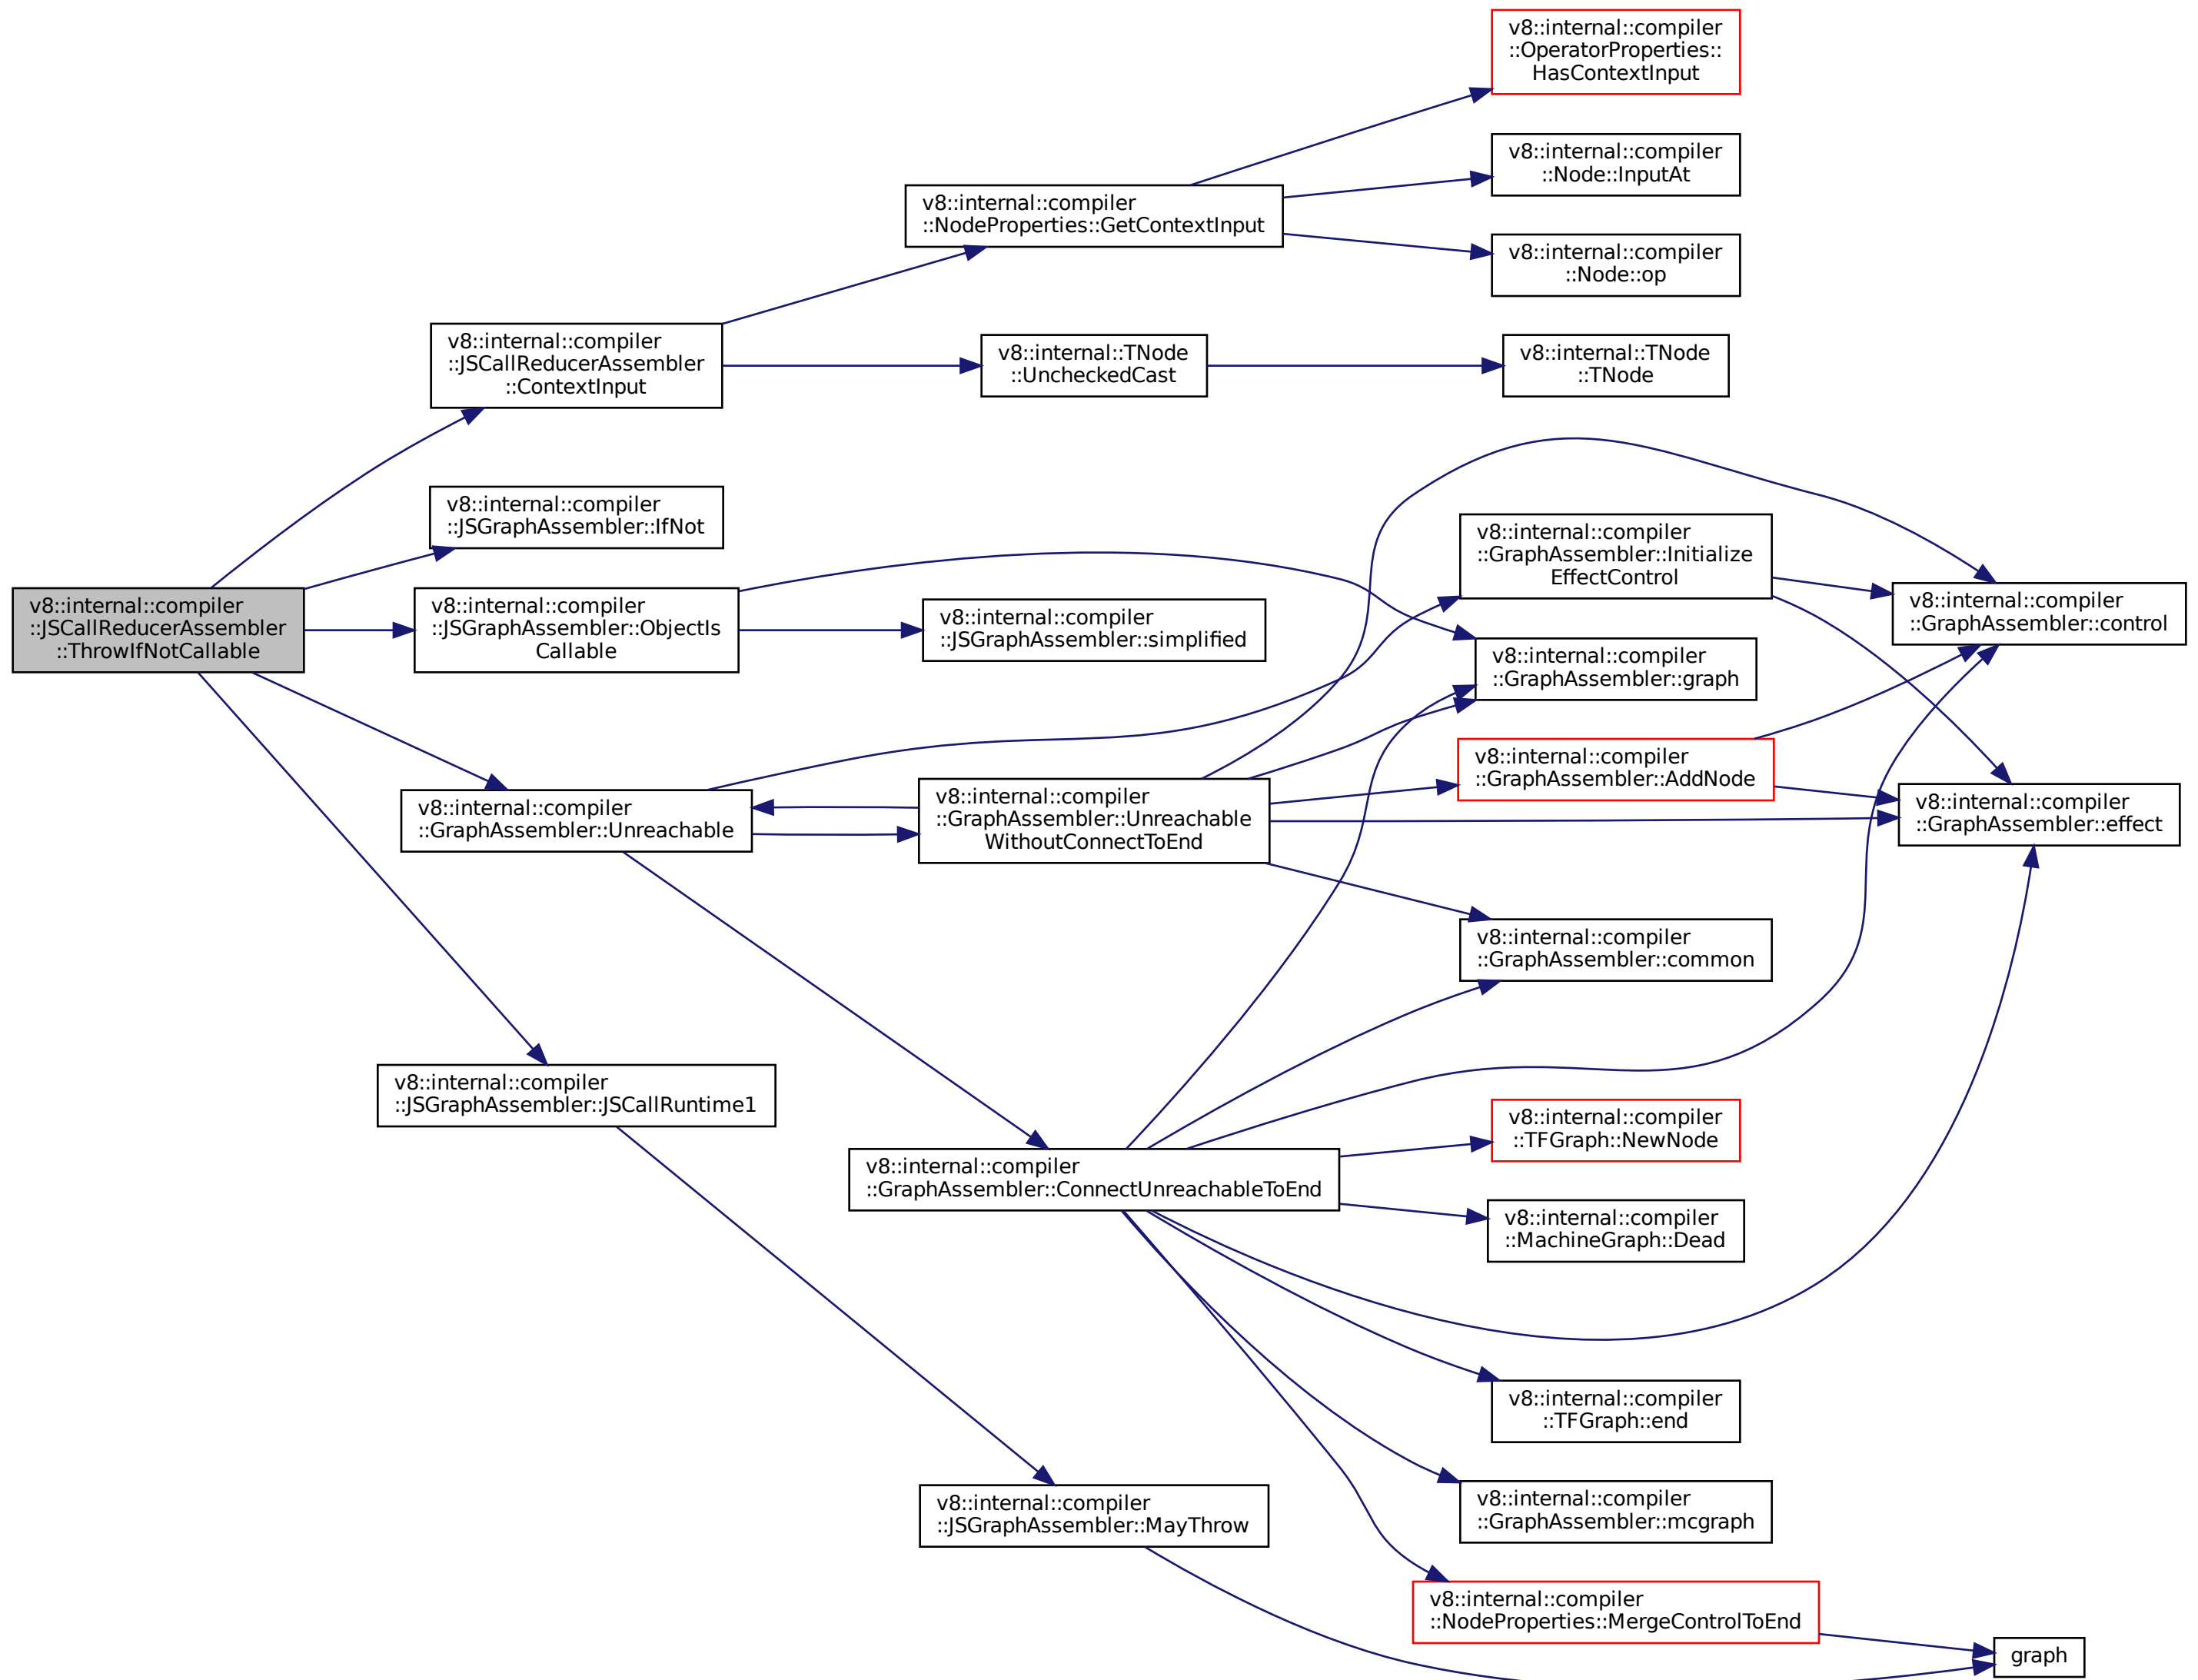 v8::internal::compiler
::OperatorProperties::
HasContextInput
v8::internal::compiler
::Node::InputAt
v8::internal::compiler
::NodeProperties::GetContextInput
v8::internal::compiler
::Node::op
v8::internal::compiler
::JSCallReducerAssembler
::ContextInput
v8::internal::TNode
::UncheckedCast
v8::internal::TNode
::TNode
v8::internal::compiler
::JSGraphAssembler::IfNot
v8::internal::compiler
::GraphAssembler::Initialize
EffectControl
v8::internal::compiler
::JSCallReducerAssembler
::ThrowIfNotCallable
v8::internal::compiler
::JSGraphAssembler::ObjectIs
Callable
v8::internal::compiler
::JSGraphAssembler::simplified
v8::internal::compiler
::GraphAssembler::control
v8::internal::compiler
::GraphAssembler::graph
v8::internal::compiler
::GraphAssembler::AddNode
v8::internal::compiler
::GraphAssembler::Unreachable
v8::internal::compiler
::GraphAssembler::Unreachable
WithoutConnectToEnd
v8::internal::compiler
::GraphAssembler::effect
v8::internal::compiler
::GraphAssembler::common
v8::internal::compiler
::JSGraphAssembler::JSCallRuntime1
v8::internal::compiler
::TFGraph::NewNode
v8::internal::compiler
::GraphAssembler::ConnectUnreachableToEnd
v8::internal::compiler
::MachineGraph::Dead
v8::internal::compiler
::TFGraph::end
v8::internal::compiler
::GraphAssembler::mcgraph
v8::internal::compiler
::JSGraphAssembler::MayThrow
v8::internal::compiler
::NodeProperties::MergeControlToEnd
graph